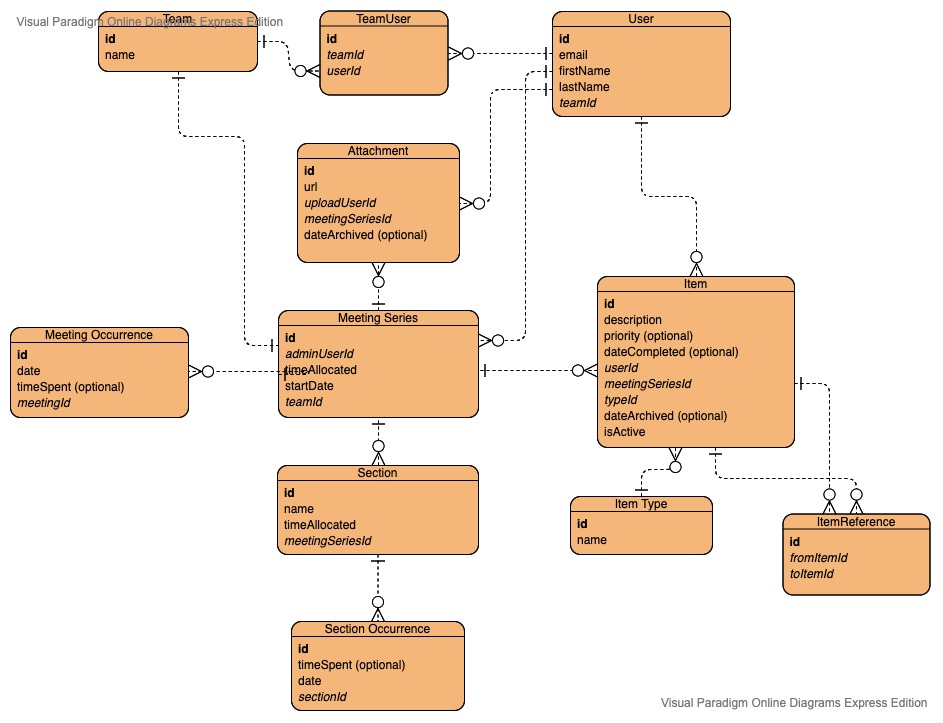 Visual Paradigm Online Diagrams Express Edition
Team
id
name
TeamUser
id
teamId
userId
User
id
email
firstName
lastName
teamId
Attachment
id
url
uploadUserId
meetingSeriesId
dateArchived (optional)
Item
id
description
priority (optional)
dateCompleted (optional)
userId
meetingSeriesId
typeId
dateArchived (optional)
isActive
Meeting Series
id
adminUserId
timeAllocated
startDate
teamId
Meeting Occurrence
id
date
timeSpent (optional)
meetingId
Section
id
name
timeAllocated
meetingSeriesId
Item Type
id
name
ItemReference
id
fromItemId
toItemId
Section Occurrence
id
timeSpent (optional)
date
sectionId
Visual Paradigm Online Diagrams Express Edition